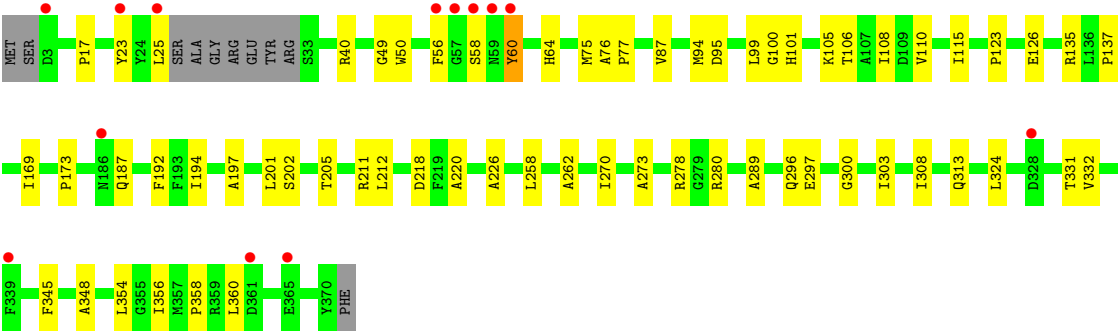 MET SER D3 P17 Y23 Y24 L25 SER ALA GLY ARG GLU TYR ARG S33 R40 G49 W50 F56 G57 S58 N59 Y60 H64 M75 A76 P77 V87 M94 D95 L99 G100 H101 K105 T106 A107 I108 D109 V110 I115 P123 E126 R135 L136 P137
I169 P173 N186 Q187 F192 F193 I194 A197 L201 S202 T205 R211 L212 D218 F219 A220 A226 L258 A262 I270 A273 R278 G279 R280 A289 Q296 E297 G300 I303 I308 Q313 L324 D328 T331 V332
F339 F345 A348 L354 G355 I356 M357 P358 R359 L360 D361 E365 Y370 PHE